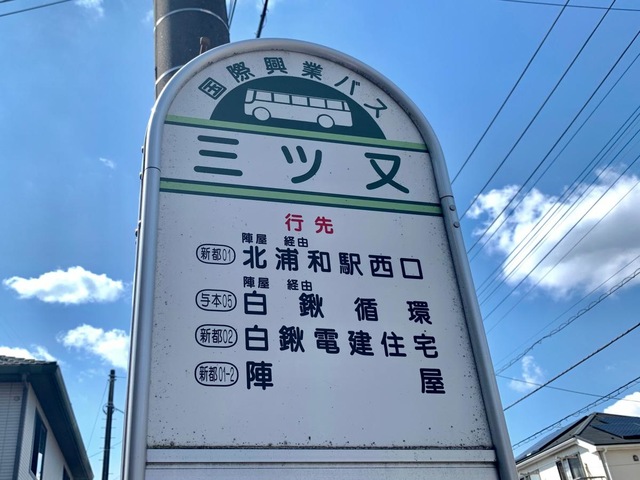 国際興業バス
三ツ又
行先
陣屋 経由
新都01 北浦和駅西口
陣屋 経由
与本05 白鍬循環
新都02 白鍬電建住宅
新都01-2 陣屋